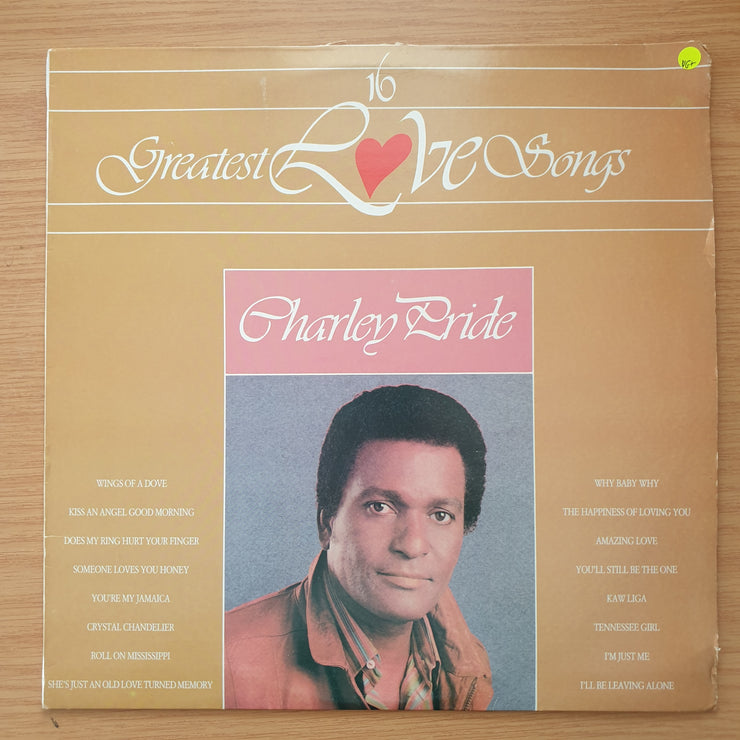 VG+
16
Greatest Love Songs
Charley Pride
WINGS OF A DOVE
KISS AN ANGEL GOOD MORNING
DOES MY RING HURT YOUR FINGER
SOMEONE LOVES YOU HONEY
YOU'RE MY JAMAICA
CRYSTAL CHANDELIER
ROLL ON MISSISSIPPI
SHE'S JUST AN OLD LOVE TURNED MEMORY
WHY BABY WHY
THE HAPPINESS OF LOVING YOU
AMAZING LOVE
YOU'LL STILL BE THE ONE
KAW LIGA
TENNESSEE GIRL
I'M JUST ME
I'LL BE LEAVING ALONE